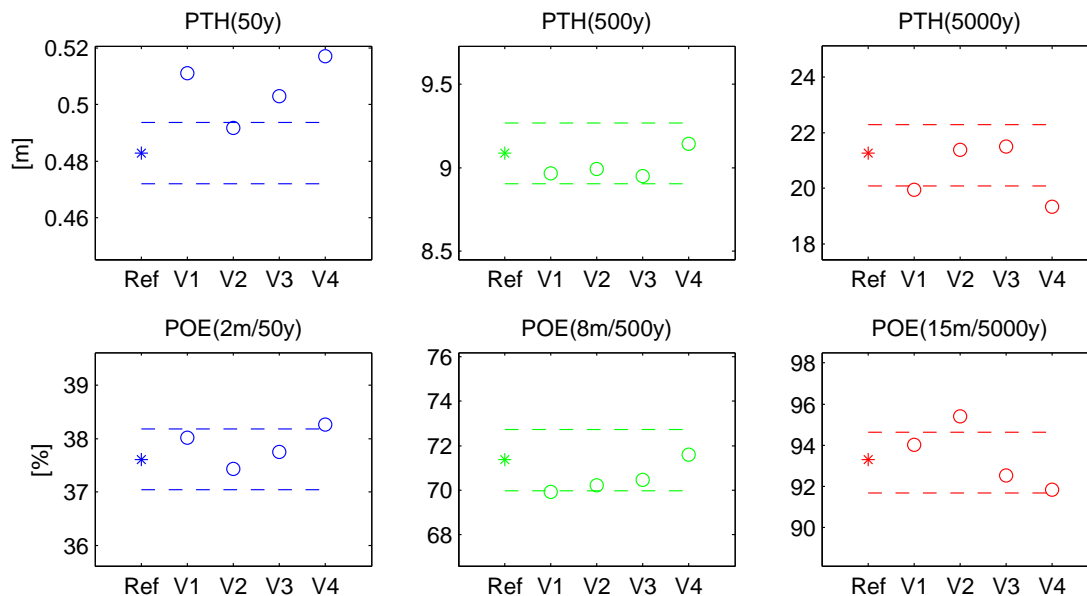 PTH(50y)
PTH(500y)
PTH(5000y)
0.52
0.5
0.48
0.46
[m]
9.5
9
8.5
24
22
20
18
Ref V1 V2 V3 V4
Ref V1 V2 V3 V4
Ref V1 V2 V3 V4
POE(2m/50y)
POE(8m/500y)
POE(15m/5000y)
39
38
37
36
[%]
76
74
72
70
68
98
96
94
92
90
Ref V1 V2 V3 V4
Ref V1 V2 V3 V4
Ref V1 V2 V3 V4